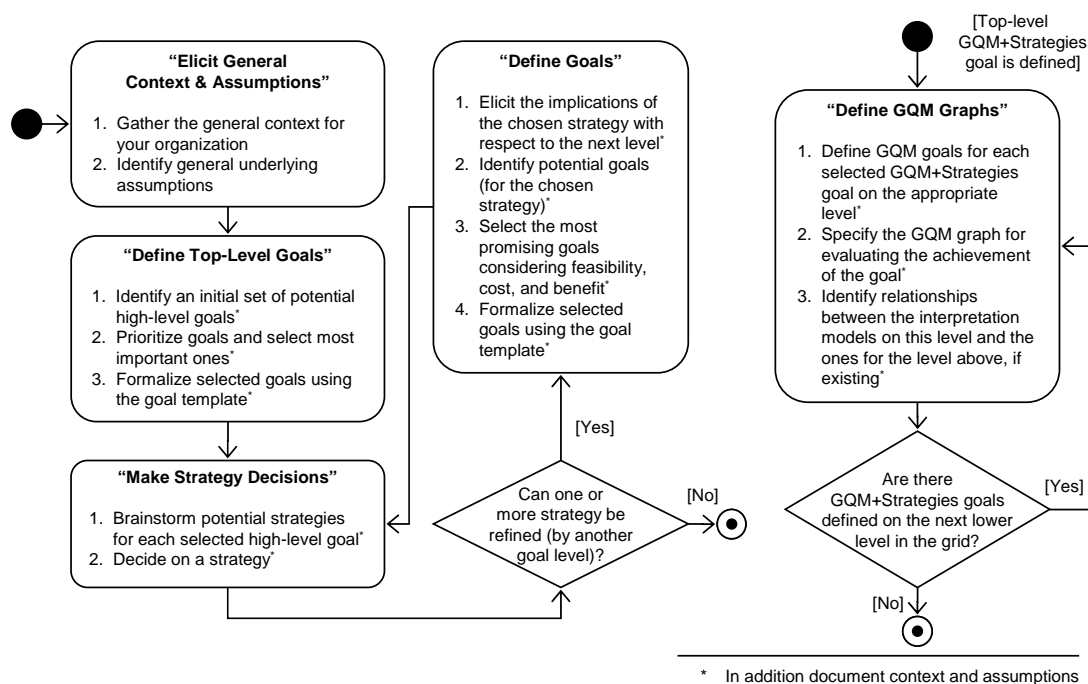 “Elicit General
Context & Assumptions”
1. Gather the general context for
your organization
2. Identify general underlying
assumptions
“Define Top-Level Goals”
1. Identify an initial set of potential
high-level goals*
2. Prioritize goals and select most
important ones*
3. Formalize selected goals using
the goal template*
“Make Strategy Decisions”
1. Brainstorm potential strategies
for each selected high-level goal*
2. Decide on a strategy*
“Define Goals”
1. Elicit the implications of
the chosen strategy with
respect to the next level*
2. Identify potential goals
(for the chosen
strategy)*
3. Select the most
promising goals
considering feasibility,
cost, and benefit*
4. Formalize selected
goals using the goal
template*
[Yes]
Can one or
more strategy be
refined (by another
goal level)?
[No]
[Top-level
GQM+Strategies
goal is defined]
“Define GQM Graphs”
1. Define GQM goals for each
selected GQM+Strategies
goal on the appropriate
level*
2. Specify the GQM graph for
evaluating the achievement
of the goal*
3. Identify relationships
between the interpretation
models on this level and the
ones for the level above, if
existing*
Are there
GQM+Strategies goals
defined on the next lower
level in the grid?
[Yes]
[No]
* In addition document context and assumptions